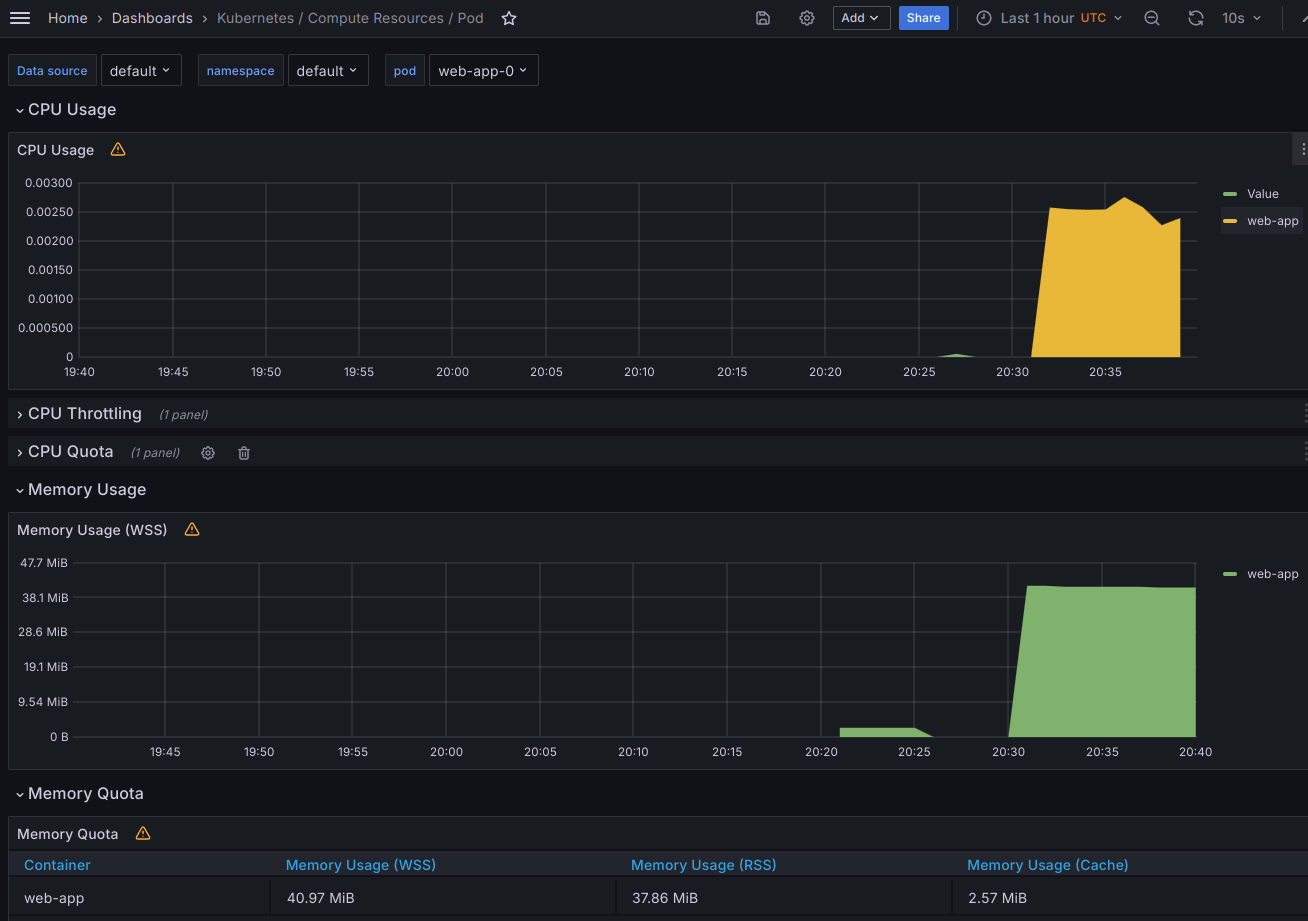 Home › Dashboards › Kubernetes / Compute Resources / Pod Add Share Last 1 hour UTC 10s
Data source default namespace default pod web-app-0
CPU Usage
CPU Usage
0.00300
0.00250
0.00200
0.00150
0.00100
0.000500
0
19:40 19:45 19:50 19:55 20:00 20:05 20:10 20:15 20:20 20:25 20:30 20:35
Value
web-app
CPU Throttling (1 panel)
CPU Quota (1 panel)
Memory Usage
Memory Usage (WSS)
47.7 MiB
38.1 MiB
28.6 MiB
19.1 MiB
9.54 MiB
0 B
19:45 19:50 19:55 20:00 20:05 20:10 20:15 20:20 20:25 20:30 20:35 20:40
web-app
Memory Quota
Memory Quota
Container Memory Usage (WSS) Memory Usage (RSS) Memory Usage (Cache)
web-app 40.97 MiB 37.86 MiB 2.57 MiB